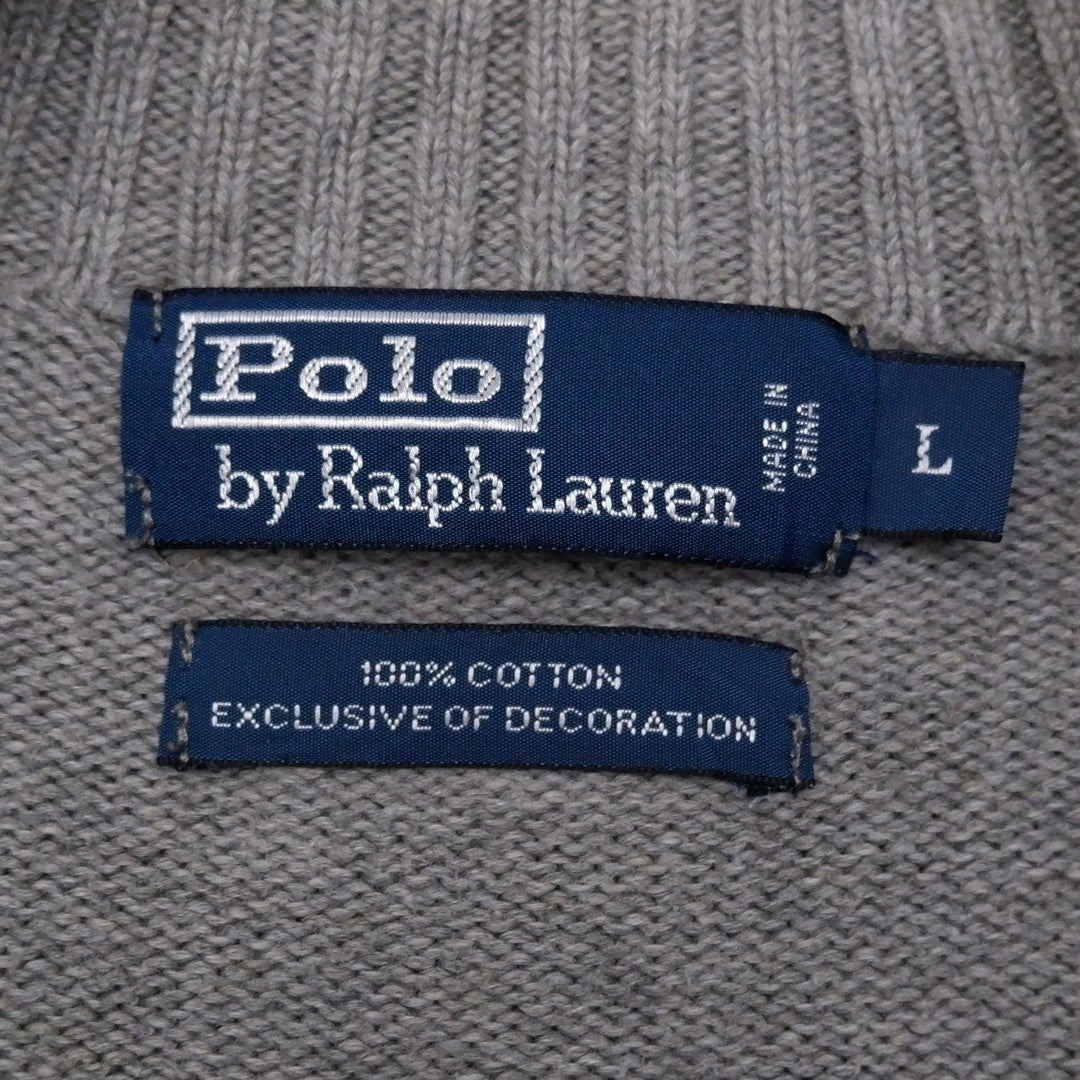 Polo
by Ralph Lauren
MADE IN
CHINA
L
100% COTTON
EXCLUSIVE OF DECORATION